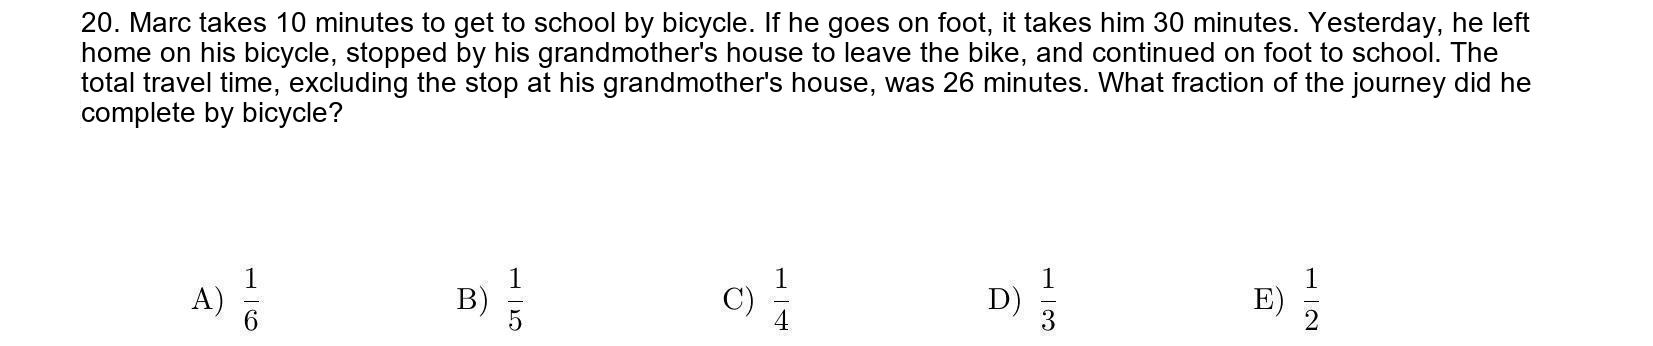 20. Marc takes 10 minutes to get to school by bicycle. If he goes on foot, it takes him 30 minutes. Yesterday, he left
home on his bicycle, stopped by his grandmother's house to leave the bike, and continued on foot to school. The
total travel time, excluding the stop at his grandmother's house, was 26 minutes. What fraction of the journey did he
complete by bicycle?
A) 1/6 B) 1/5 C) 1/4 D) 1/3 E) 1/2